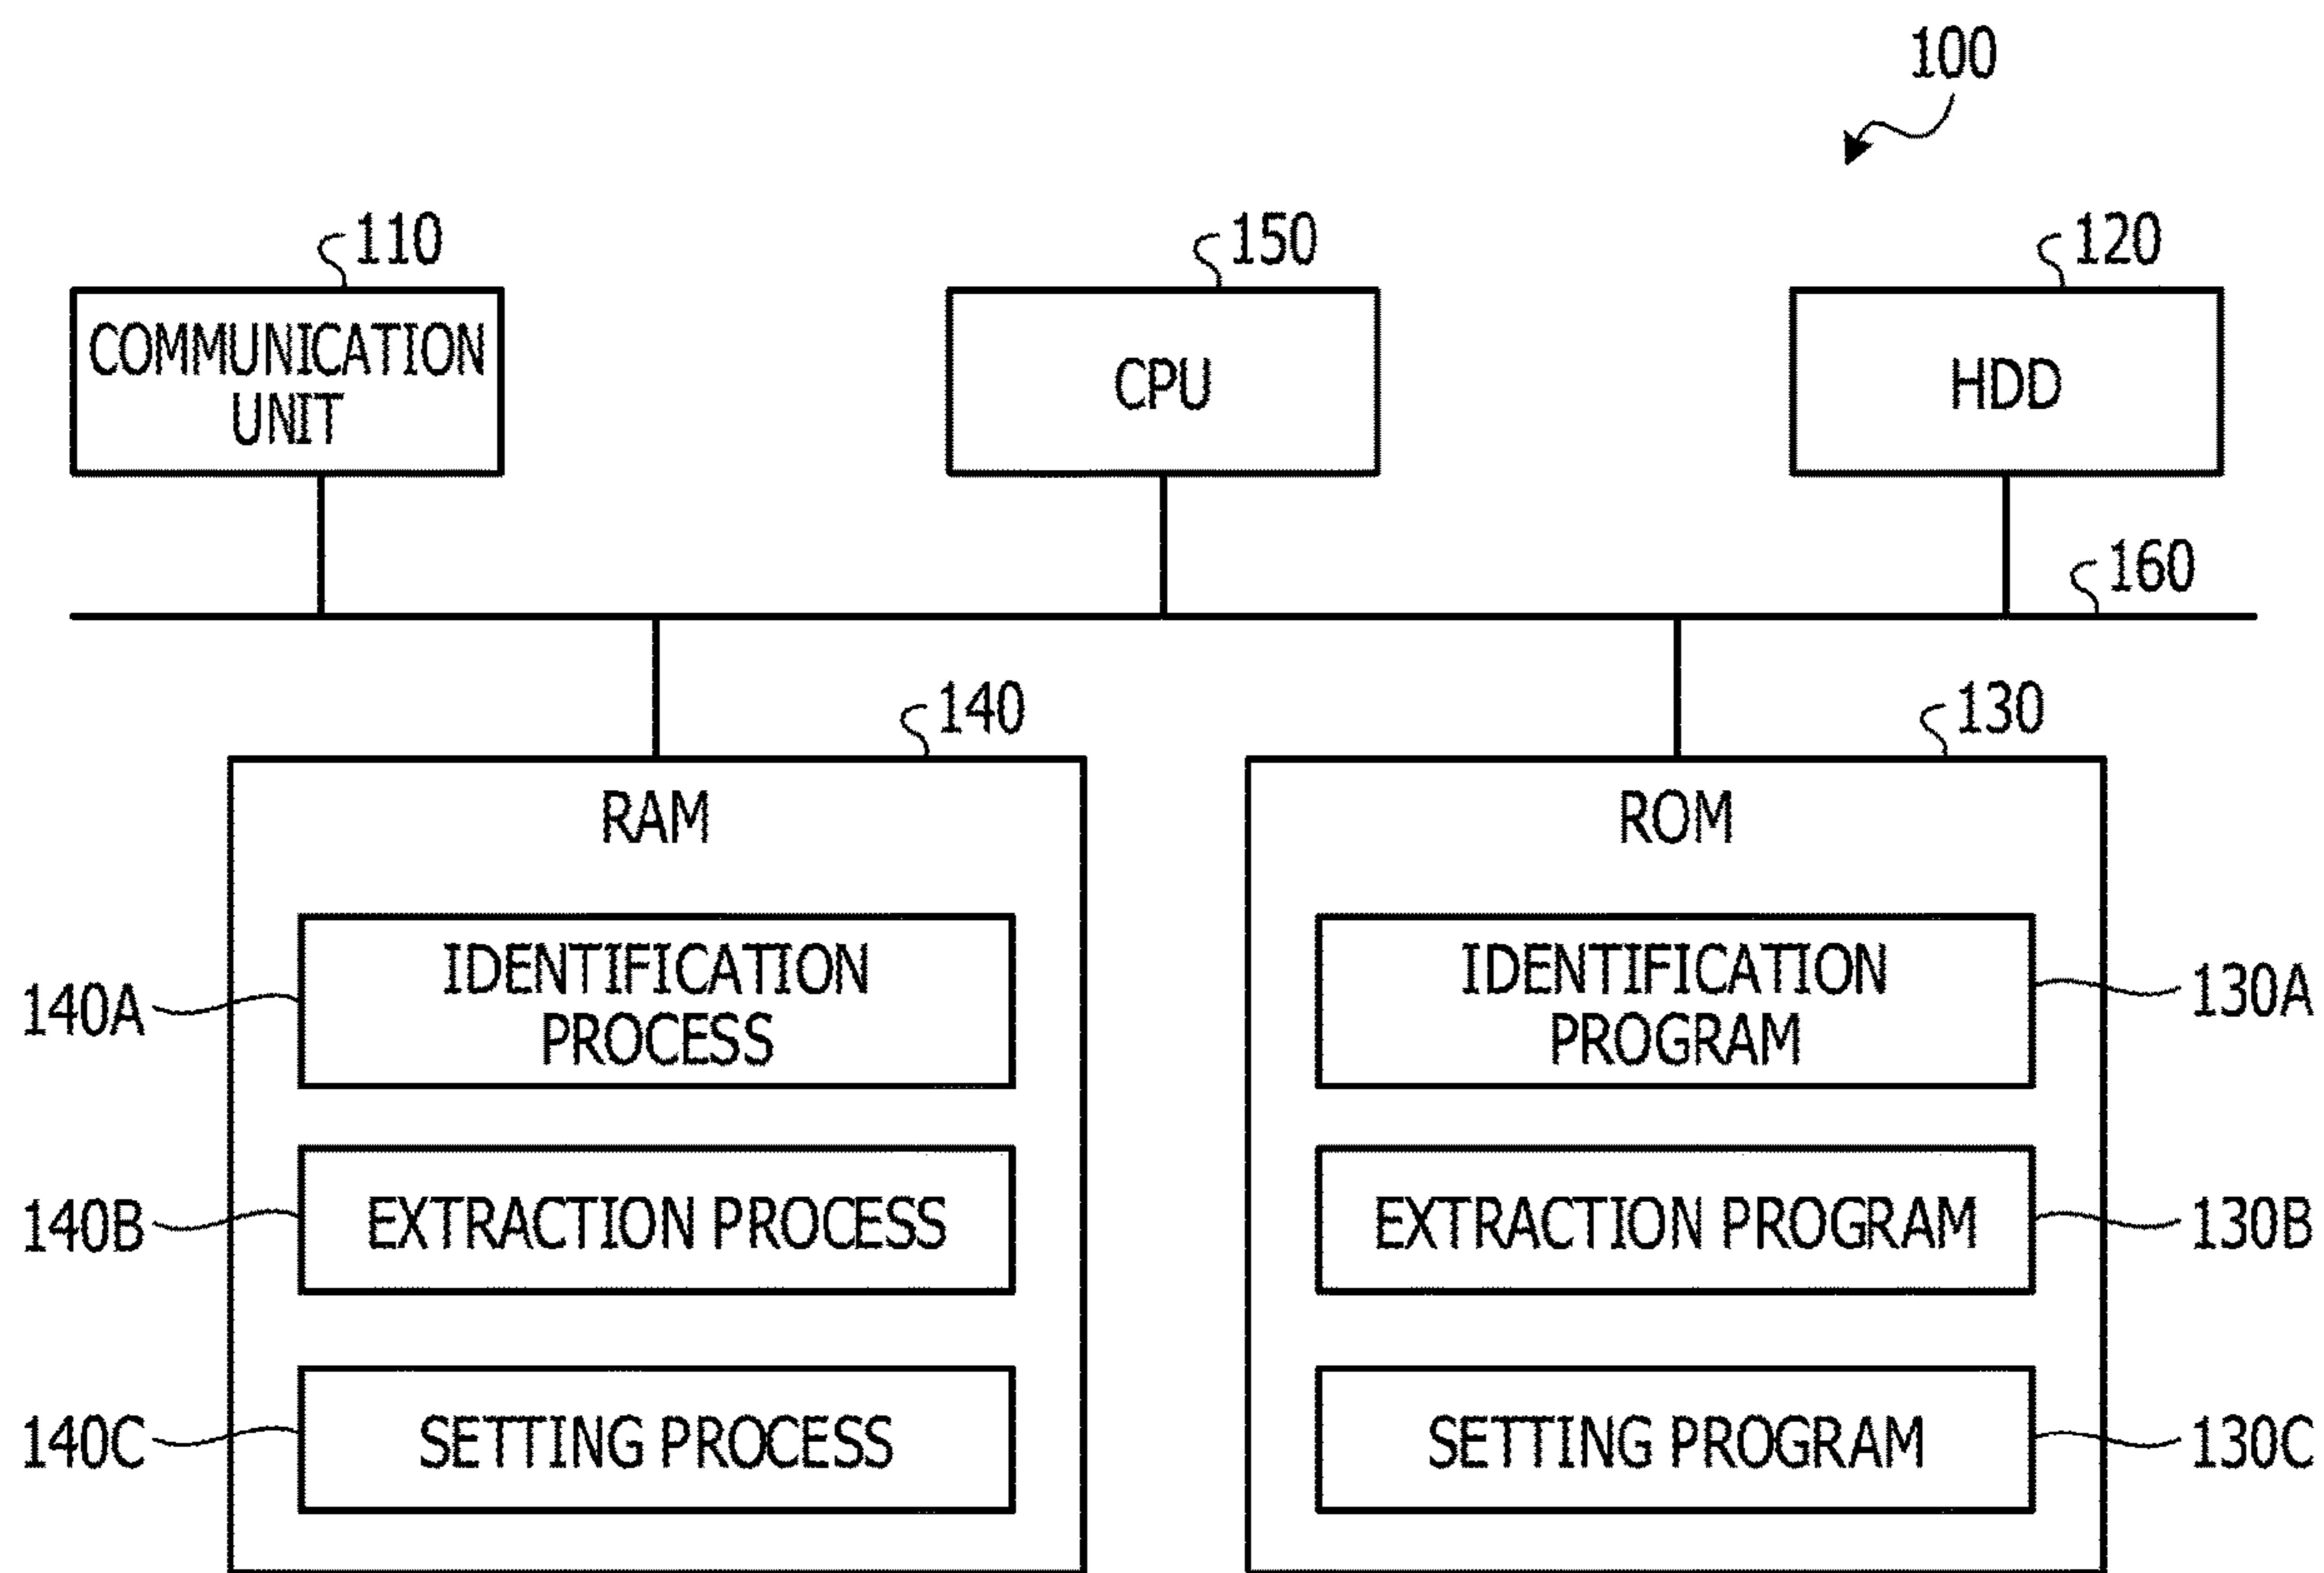 100
110
150
120
COMMUNICATION
UNIT
CPU
HDD
160
140
130
RAM
ROM
IDENTIFICATION
PROCESS
IDENTIFICATION
PROGRAM
140A
130A
EXTRACTION PROCESS
EXTRACTION PROGRAM
140B
130B
SETTING PROCESS
SETTING PROGRAM
140C
130C